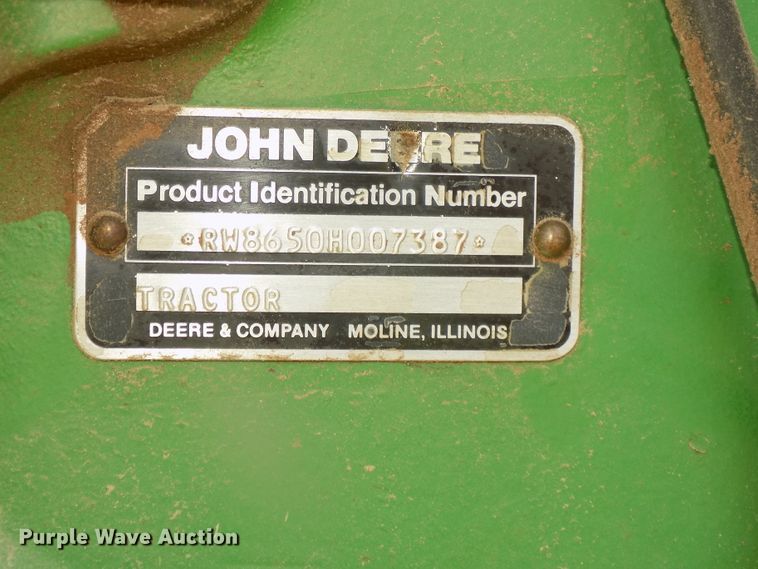 JOHN DEERE
Product Identification Number
*RW8650H007387*
TRACTOR
DEERE & COMPANY MOLINE, ILLINOIS
Purple Wave Auction